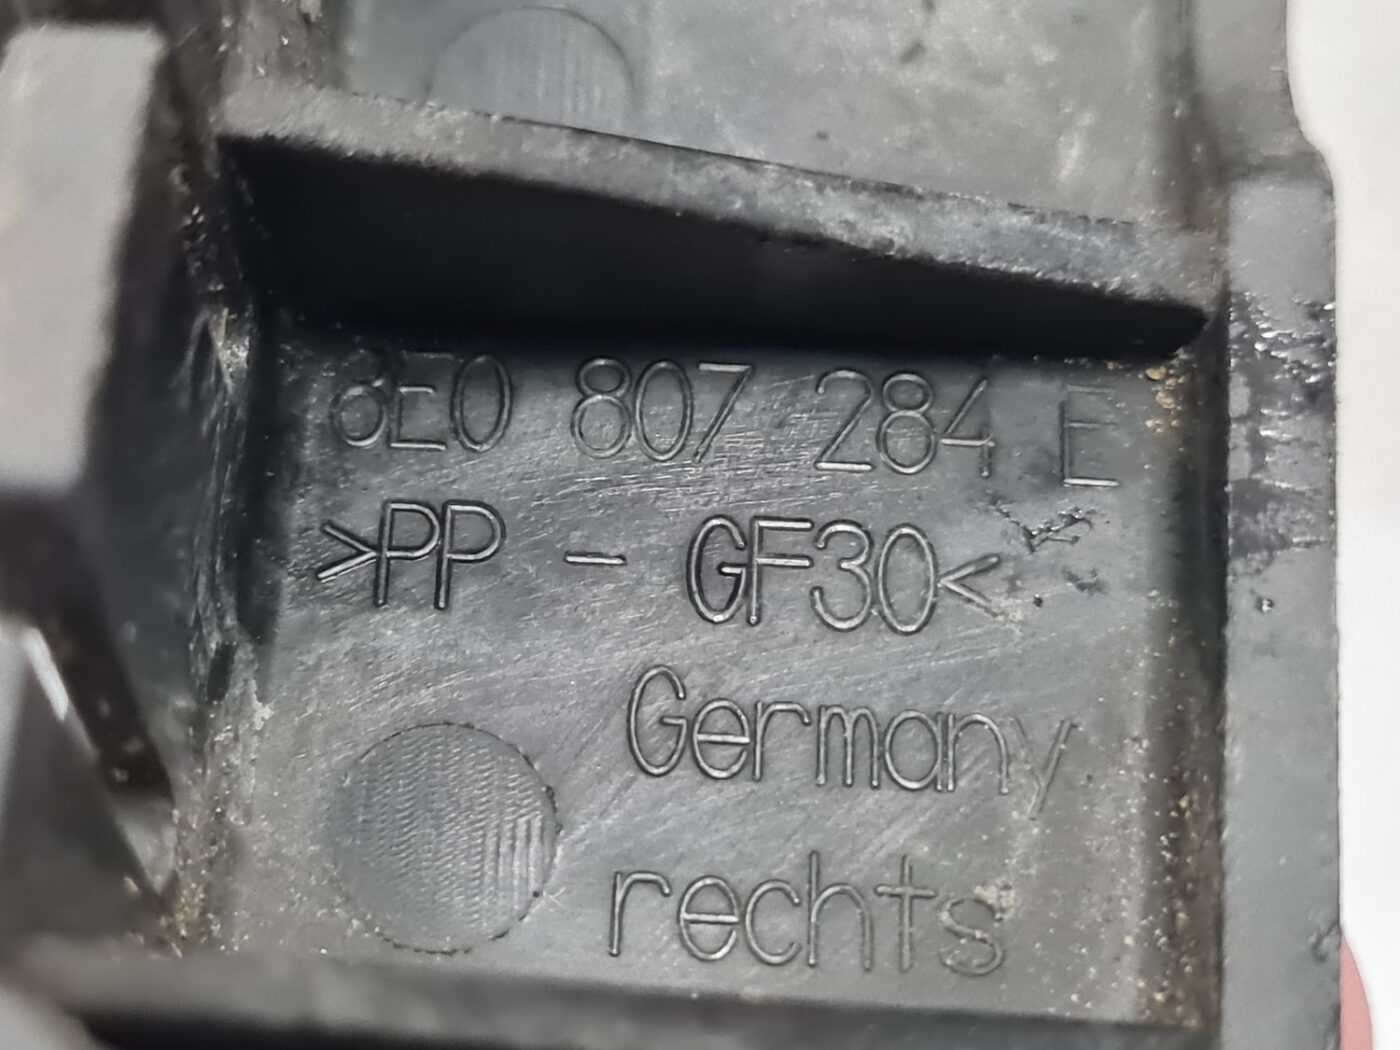 8E0 807 284 E
>PP - GF30<
Germany
rechts